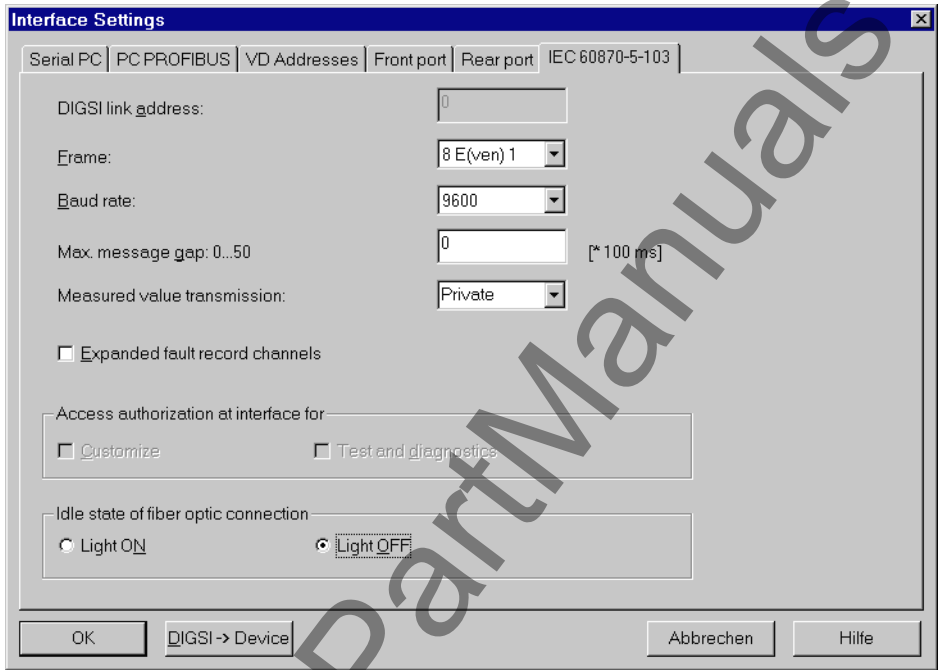 Interface Settings
Serial PC PC PROFIBUS VD Addresses Front port Rear port IEC 60870-5-103
DIGSI link address: 0
Frame: 8 E(ven) 1
Baud rate: 9600
Max. message gap: 0...50 0 [* 100 ms]
Measured value transmission: Private
Expanded fault record channels
Access authorization at interface for
Customize Test and diagnostics
Idle state of fiber optic connection
Light ON Light OFF
OK DIGSI -> Device Abbrechen Hilfe
PartManuals